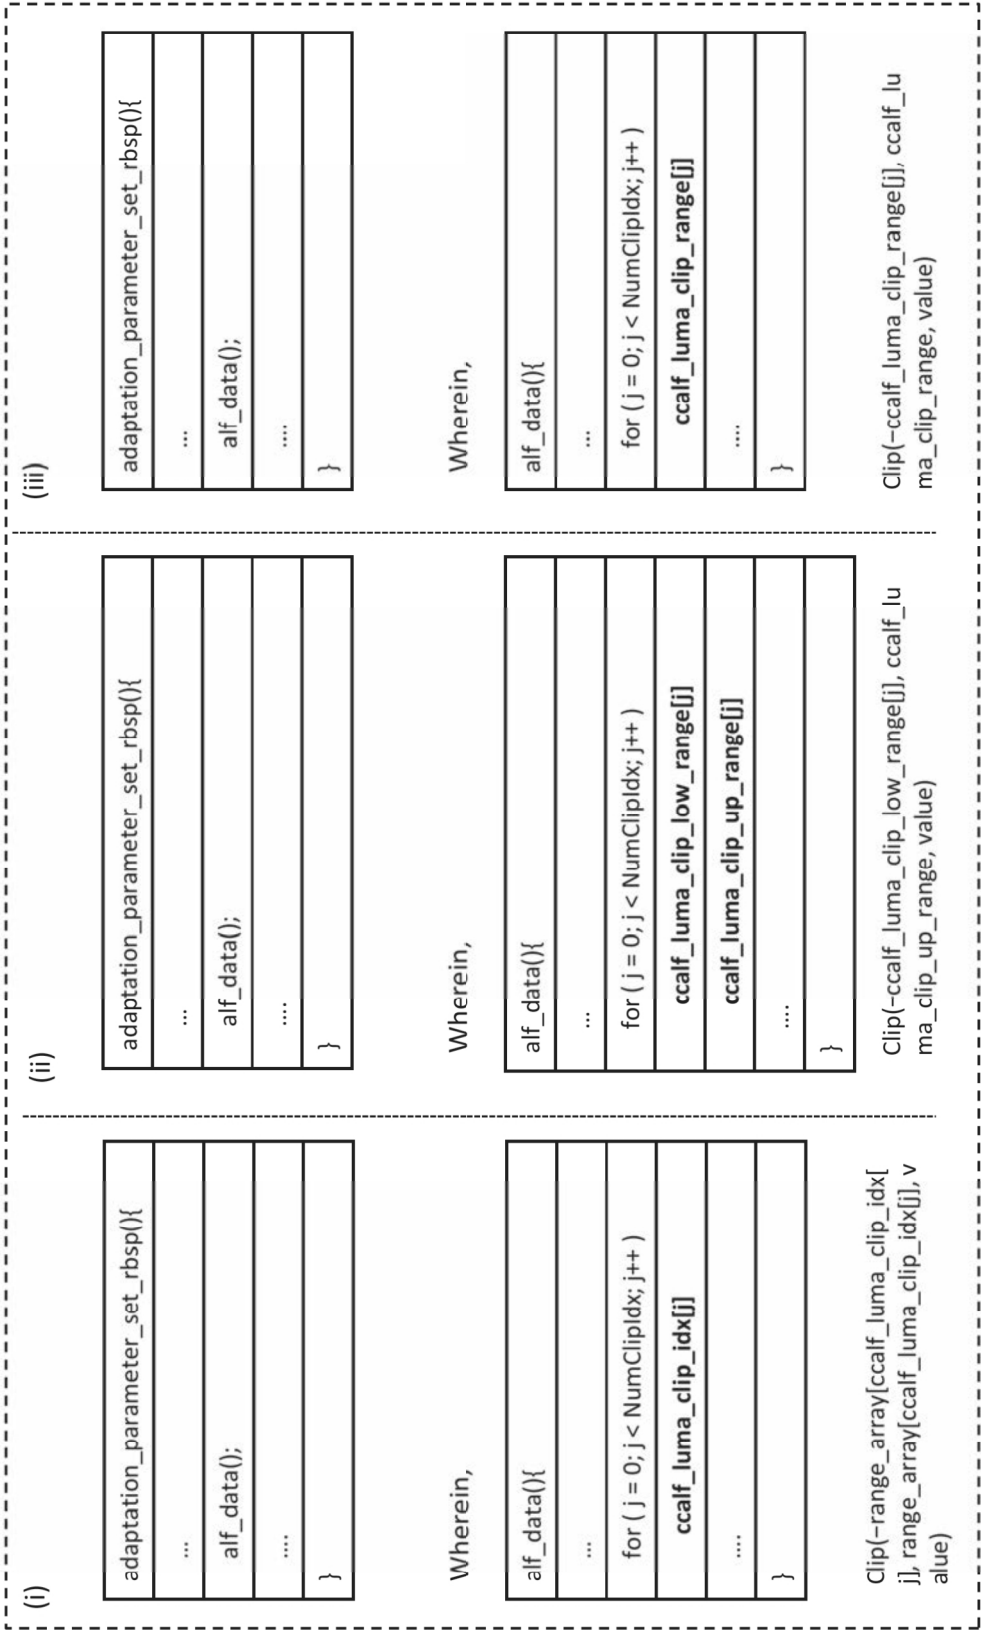 (i)
adaptation_parameter_set_rbsp(){
...
alf_data();
....
}
Wherein,
alf_data(){
...
for ( j = 0; j < NumClipIdx; j++ )
ccalf_luma_clip_idx[j]
....
}
Clip(−range_array[ccalf_luma_clip_idx[
j], range_array[ccalf_luma_clip_idx[j], v
alue)
(ii)
adaptation_parameter_set_rbsp(){
...
alf_data();
....
}
Wherein,
alf_data(){
...
for ( j = 0; j < NumClipIdx; j++ )
ccalf_luma_clip_low_range[j]
ccalf_luma_clip_up_range[j]
....
}
Clip(−ccalf_luma_clip_low_range[j], ccalf_lu
ma_clip_up_range, value)
(iii)
adaptation_parameter_set_rbsp(){
...
alf_data();
....
}
Wherein,
alf_data(){
...
for ( j = 0; j < NumClipIdx; j++ )
ccalf_luma_clip_range[j]
....
}
Clip(−ccalf_luma_clip_range[j], ccalf_lu
ma_clip_range, value)